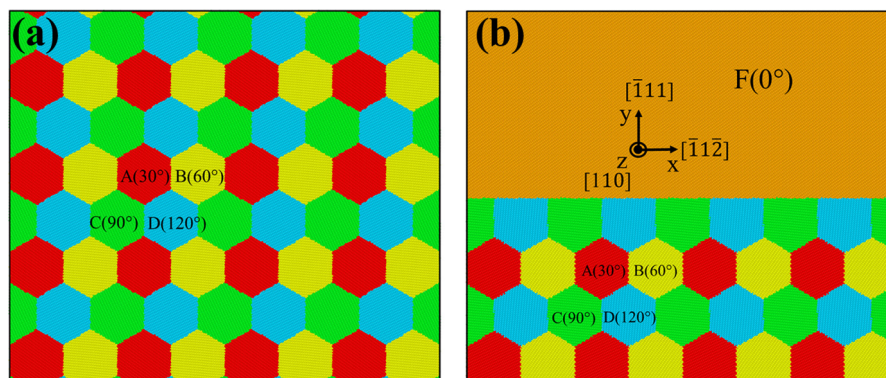 (a)
A(30°) B(60°)
C(90°) D(120°)
(b)
F(0°)
[1̅11]
y
z
x
[1̅12̅]
[110]
A(30°) B(60°)
C(90°) D(120°)